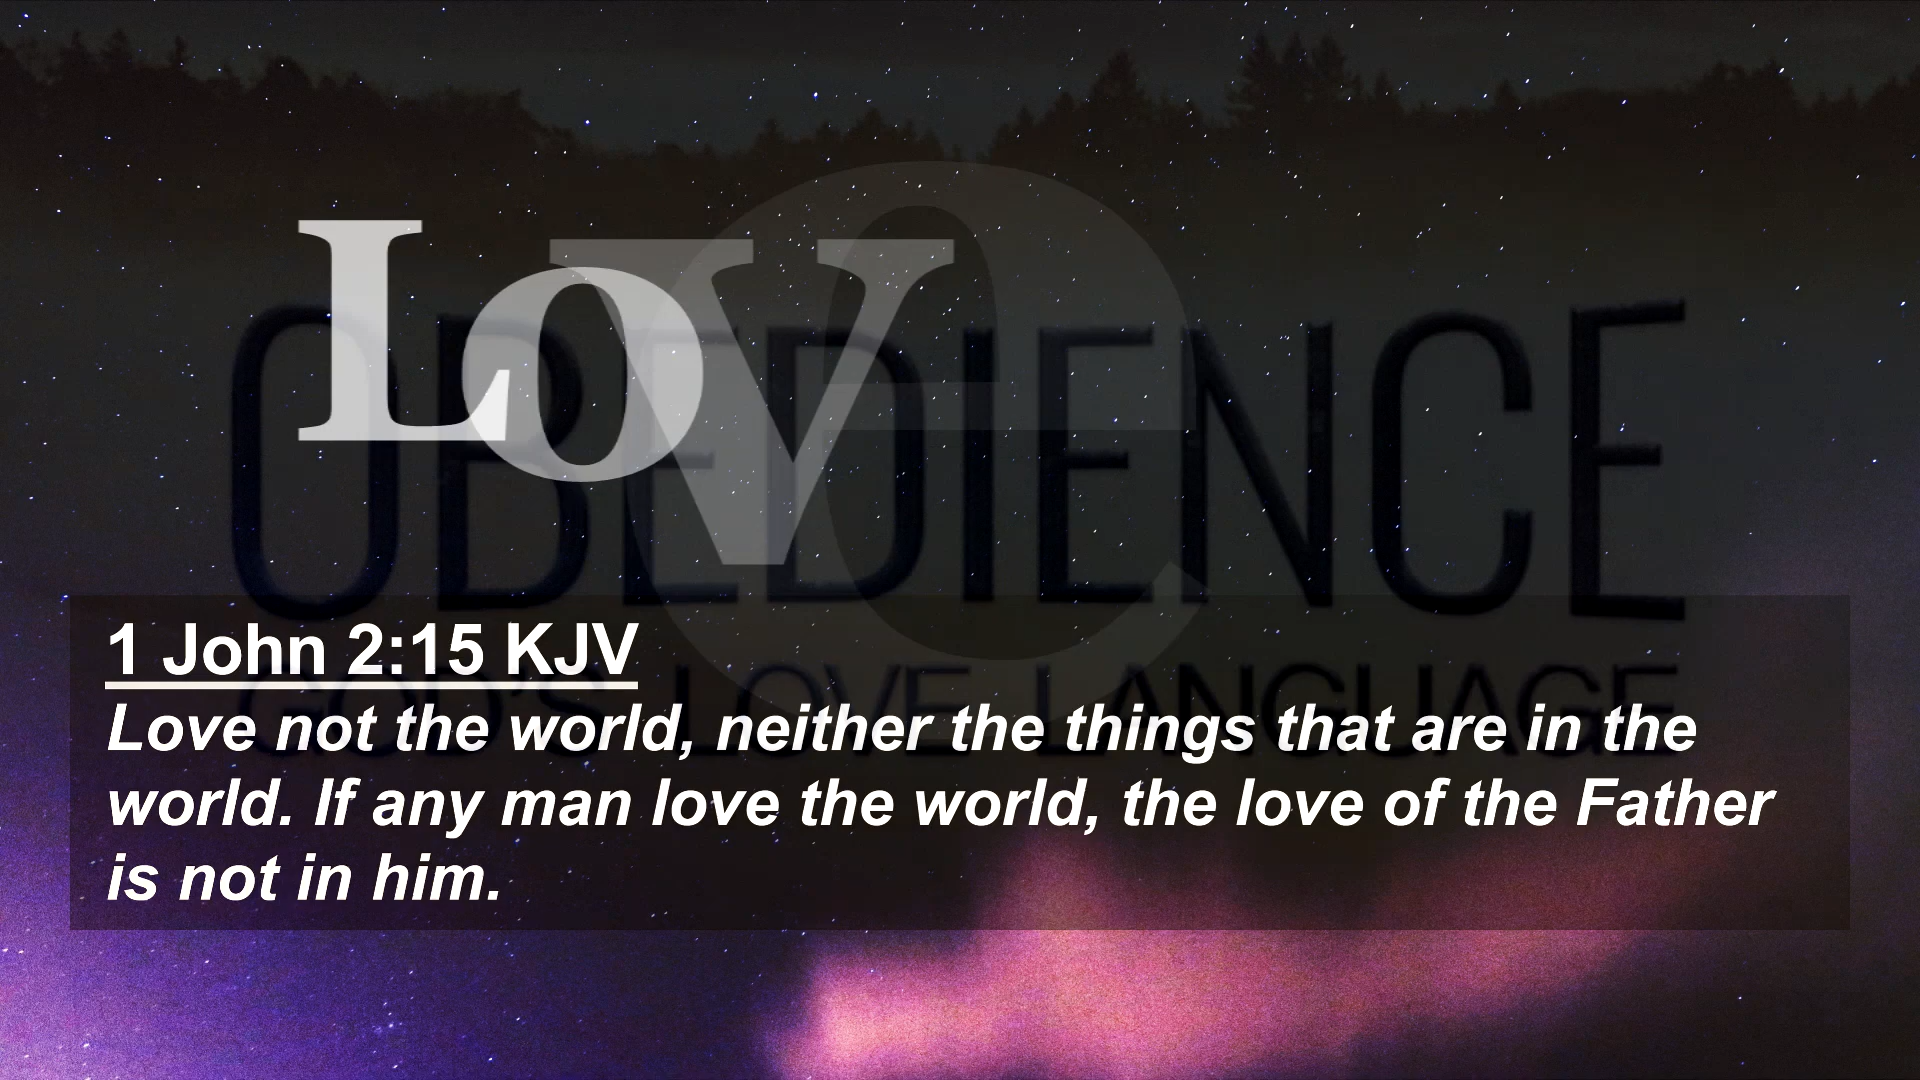 Love
OBEDIENCE
1 John 2:15 KJV
GOD'S LOVE LANGUAGE
Love not the world, neither the things that are in the
world. If any man love the world, the love of the Father
is not in him.